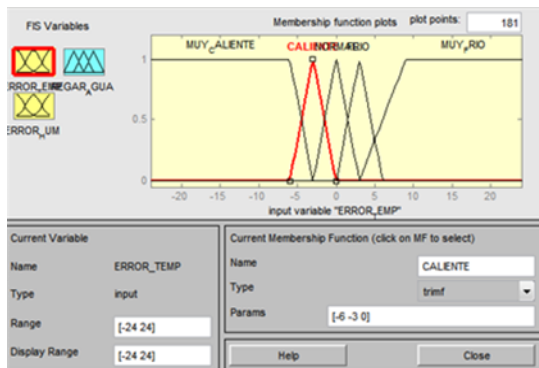 FIS Variables
Membership function plots
plot points:
181
MUY_CALIENTE
MUY_FRIO
ERROR_HUM
1
0.5
0
-20 -15 -10 -5 0 5 10 15 20
input variable "ERROR_TEMP"
Current Variable
Name ERROR_TEMP
Type input
Range [-24 24]
Display Range [-24 24]
Current Membership Function (click on MF to select)
Name CALIENTE
Type trimf
Params [-6 -3 0]
Help
Close